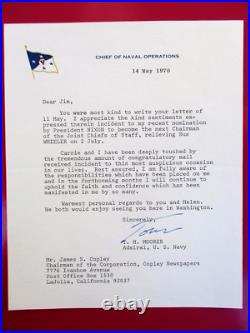 CHIEF OF NAVAL OPERATIONS
14 May 1970
Dear Jim,
You were most kind to write your letter of
11 May. I appreciate the kind sentiments ex-
pressed therein incident to my recent nomination
by President NIXON to become the next Chairman
of the Joint Chiefs of Staff, relieving Bus
WHEELER on 2 July.
Carrie and I have been deeply touched by
the tremendous amount of congratulatory mail
received incident to this most auspicious occasion
in our lives. Rest assured, I am fully aware of
the responsibilities which have been placed on me
and in the forthcoming months I will continue to
uphold the faith and confidence which has been
manifested in me by so many.
Warmest personal regards to you and Helen.
We both would enjoy seeing you here in Washington.
Sincerely,
Tom
T. H. MOORER
Admiral, U. S. Navy
Mr. James S. Copley
Chairman of the Corporation, Copley Newspapers
7776 Ivanhoe Avenue
Post Office Box 1530
LaJolla, California 92037